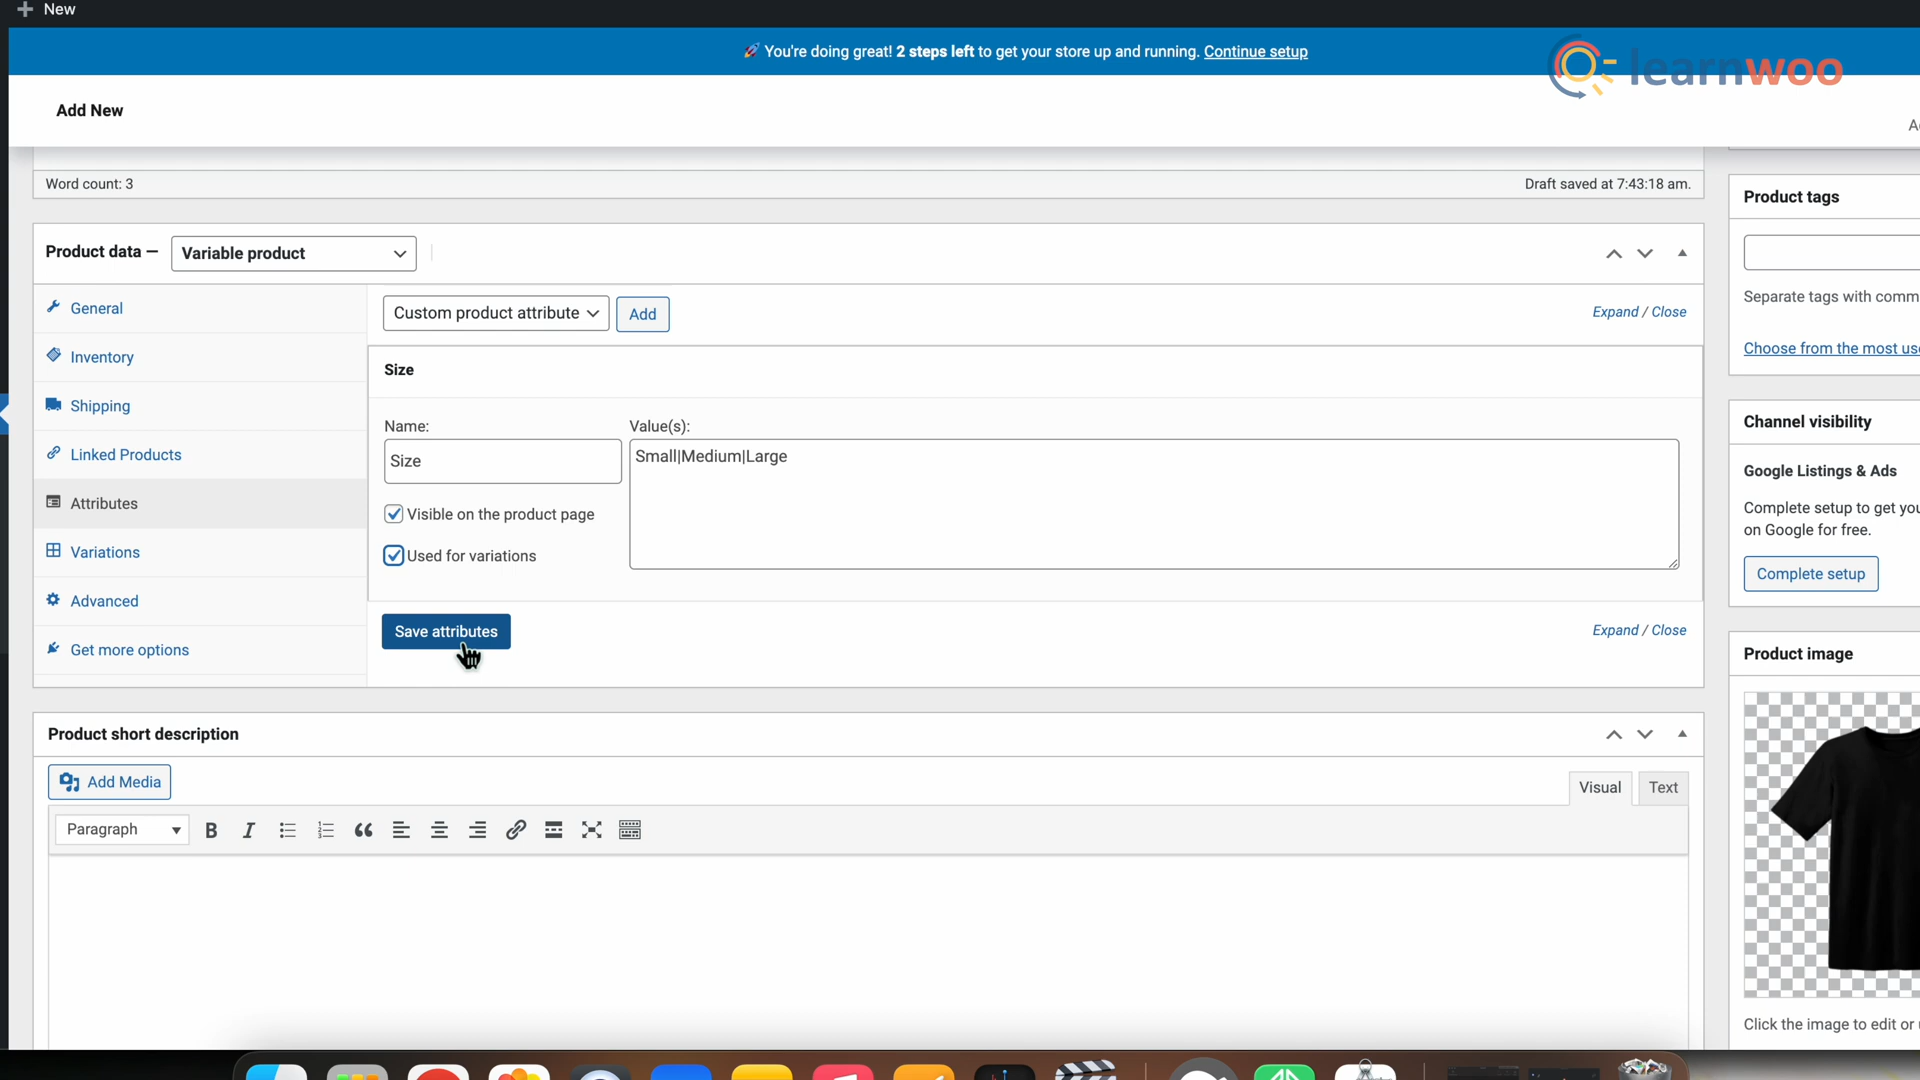 New
🚀 You're doing great! 2 steps left to get your store up and running. Continue setup
learnwoo
Add New
Word count: 3
Draft saved at 7:43:18 am.
Product data —
Variable product
General
Inventory
Shipping
Linked Products
Attributes
Variations
Advanced
Get more options
Custom product attribute
Add
Expand / Close
Size
Name:
Value(s):
Size
Small|Medium|Large
Visible on the product page
Used for variations
Save attributes
Expand / Close
Product short description
Add Media
Visual
Text
Paragraph
Product tags
Separate tags with comm
Choose from the most us
Channel visibility
Google Listings & Ads
Complete setup to get you
on Google for free.
Complete setup
Product image
Click the image to edit or